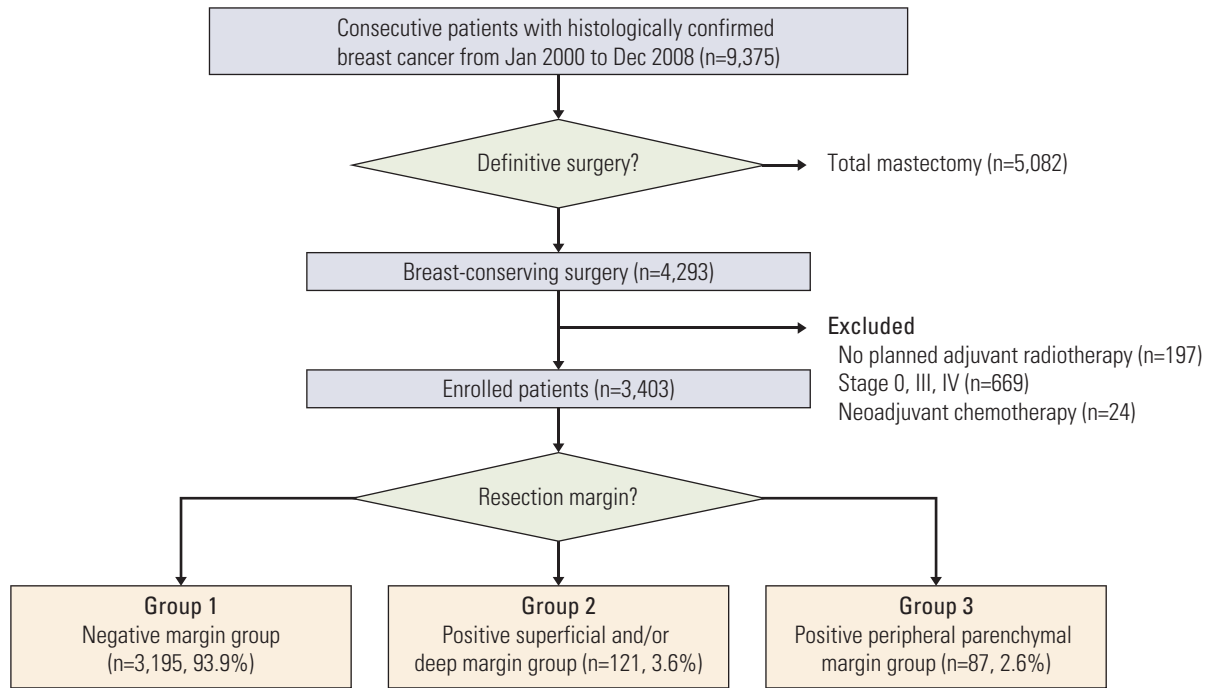 Consecutive patients with histologically confirmed
breast cancer from Jan 2000 to Dec 2008 (n=9,375)
Definitive surgery?
Total mastectomy (n=5,082)
Breast-conserving surgery (n=4,293)
Excluded
No planned adjuvant radiotherapy (n=197)
Stage 0, III, IV (n=669)
Neoadjuvant chemotherapy (n=24)
Enrolled patients (n=3,403)
Resection margin?
Group 1
Negative margin group
(n=3,195, 93.9%)
Group 2
Positive superficial and/or
deep margin group (n=121, 3.6%)
Group 3
Positive peripheral parenchymal
margin group (n=87, 2.6%)